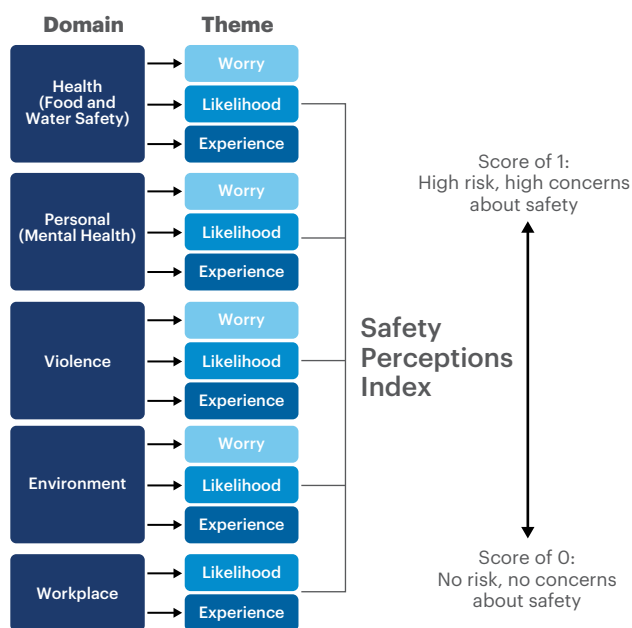 Domain
Theme
Health
(Food and
Water Safety)
Worry
Likelihood
Experience
Personal
(Mental Health)
Worry
Likelihood
Experience
Violence
Worry
Likelihood
Experience
Environment
Worry
Likelihood
Experience
Workplace
Likelihood
Experience
Safety
Perceptions
Index
Score of 1:
High risk, high concerns
about safety
Score of 0:
No risk, no concerns
about safety